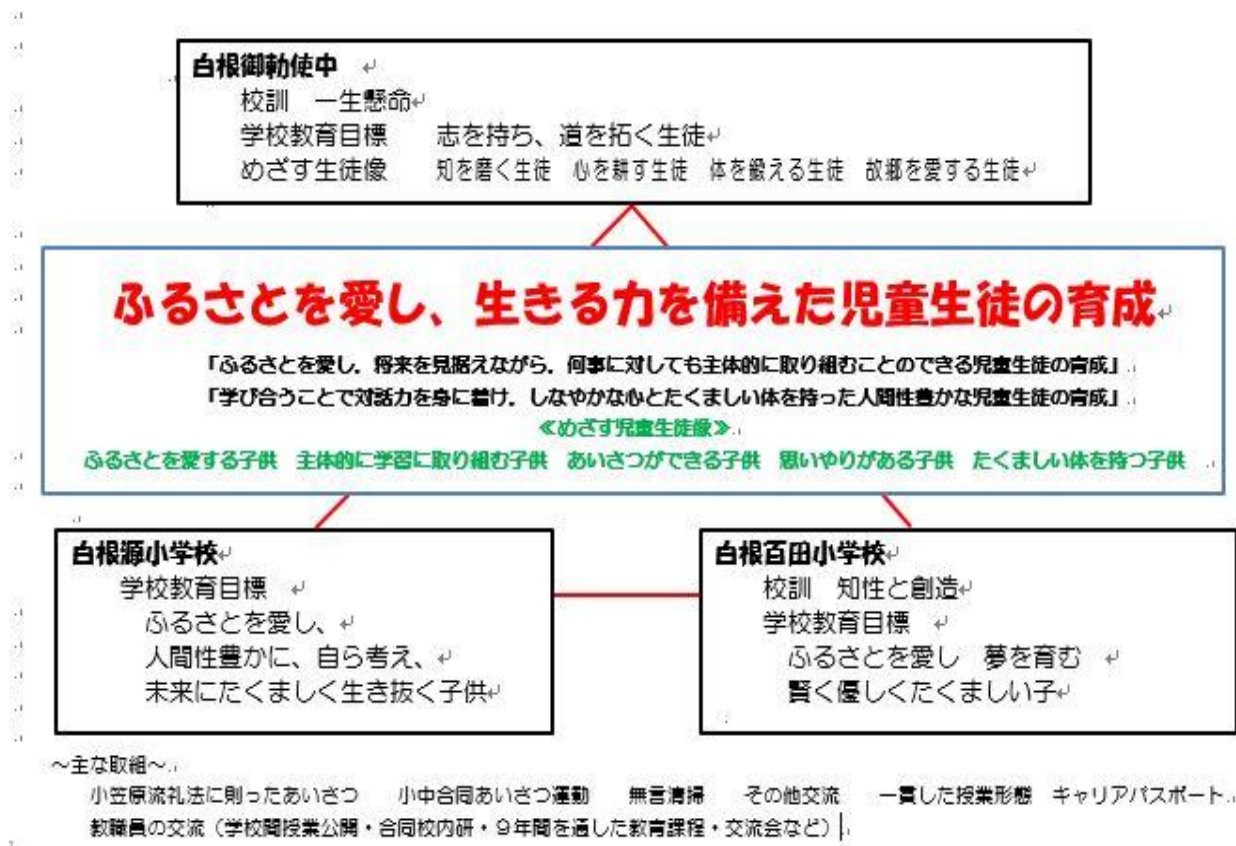 白根御勅使中
校訓　一生懸命
学校教育目標　　志を持ち、道を拓く生徒
めざす生徒像　　知を磨く生徒　心を耕す生徒　体を鍛える生徒　故郷を愛する生徒
ふるさとを愛し、生きる力を備えた児童生徒の育成
「ふるさとを愛し，将来を見据えながら，何事に対しても主体的に取り組むことのできる児童生徒の育成」
「学び合うことで対話力を身に着け，しなやかな心とたくましい体を持った人間性豊かな児童生徒の育成」
≪めざす児童生徒像≫
ふるさとを愛する子供　主体的に学習に取り組む子供　あいさつができる子供　思いやりがある子供　たくましい体を持つ子供
白根源小学校
学校教育目標
ふるさとを愛し、
人間性豊かに、自ら考え、
未来にたくましく生き抜く子供
白根百田小学校
校訓　知性と創造
学校教育目標
ふるさとを愛し　夢を育む
賢く優しくたくましい子
～主な取組～
小笠原流礼法に則ったあいさつ　　小中合同あいさつ運動　　無言清掃　　その他交流　　一貫した授業形態　キャリアパスポート
教職員の交流（学校間授業公開・合同校内研・９年間を通した教育課程・交流会など）